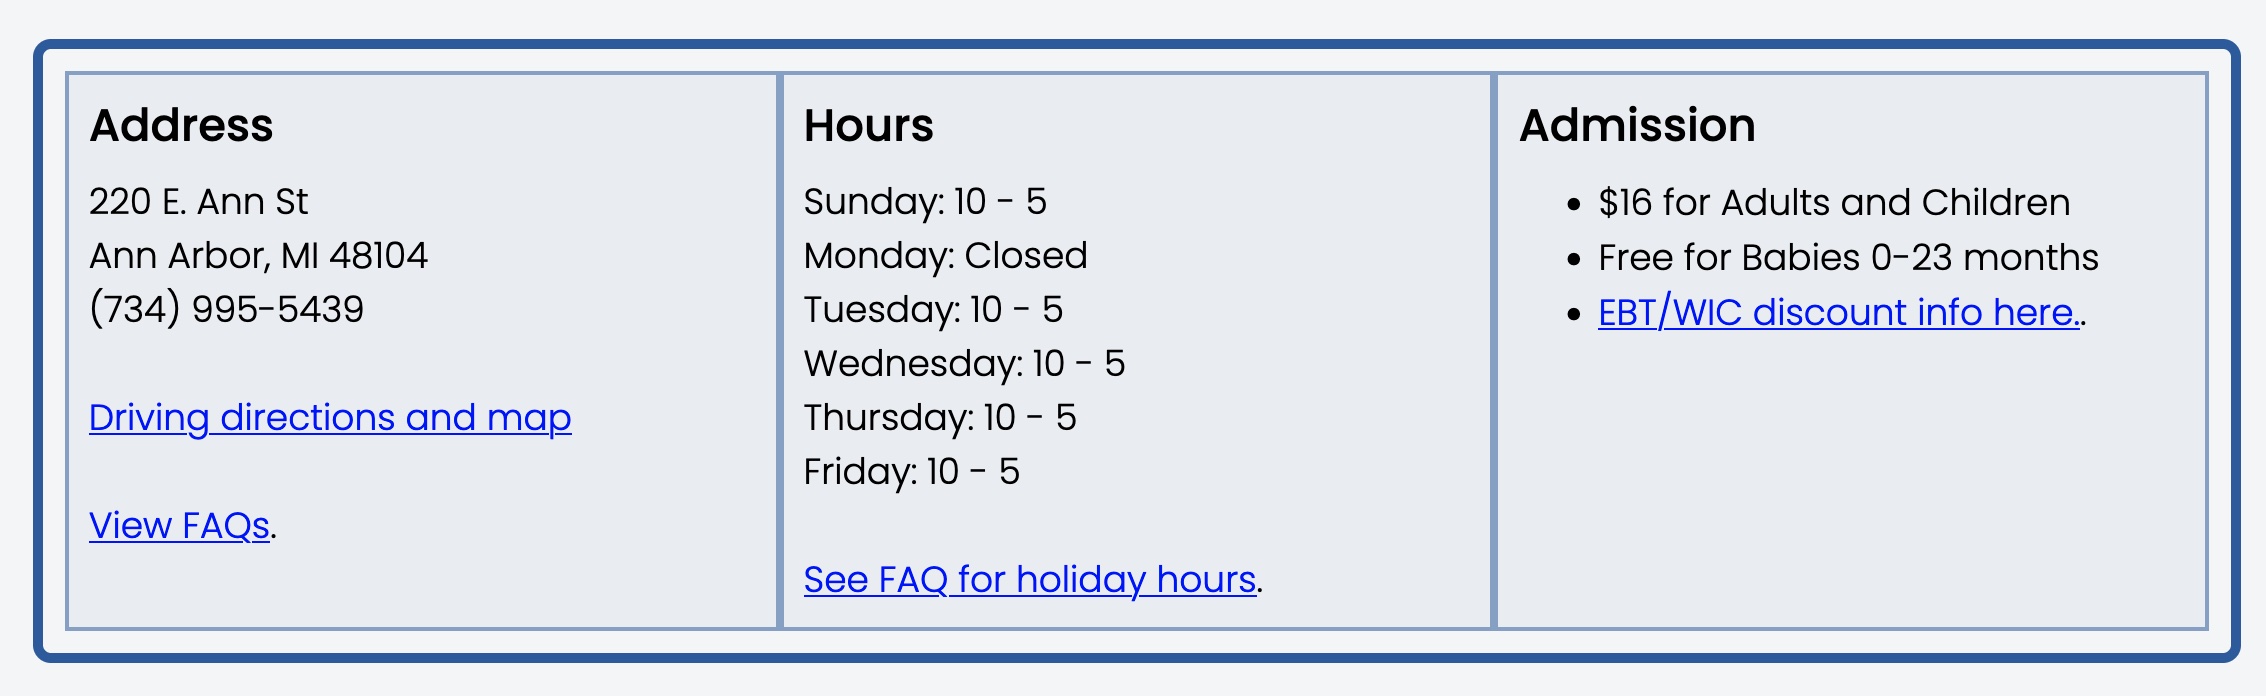 Address
220 E. Ann St
Ann Arbor, MI 48104
(734) 995-5439
Driving directions and map
View FAQs.
Hours
Sunday: 10 - 5
Monday: Closed
Tuesday: 10 - 5
Wednesday: 10 - 5
Thursday: 10 - 5
Friday: 10 - 5
See FAQ for holiday hours.
Admission
• $16 for Adults and Children
• Free for Babies 0-23 months
• EBT/WIC discount info here..